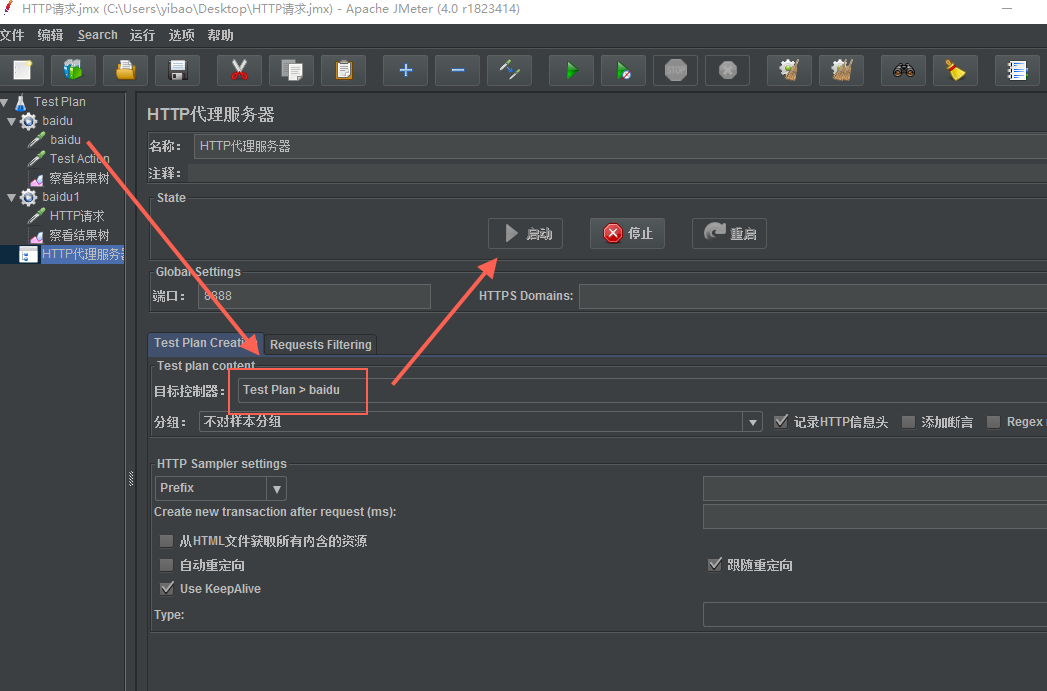 HTTP请求.jmx (C:\Users\yibao\Desktop\HTTP请求.jmx) - Apache JMeter (4.0 r1823414)
文件 编辑 Search 运行 选项 帮助
STOP
Test Plan
baidu
baidu
Test Action
察看结果树
baidu1
HTTP请求
察看结果树
HTTP代理服务器
HTTP代理服务器
名称： HTTP代理服务器
注释：
State
启动 停止 重启
Global Settings
端口： 8888 HTTPS Domains:
Test Plan Creation Requests Filtering
Test plan content
目标控制器： Test Plan > baidu
分组： 不对样本分组 记录HTTP信息头 添加断言 Regex
HTTP Sampler settings
Prefix
Create new transaction after request (ms):
从HTML文件获取所有内含的资源
自动重定向 跟随重定向
Use KeepAlive
Type: